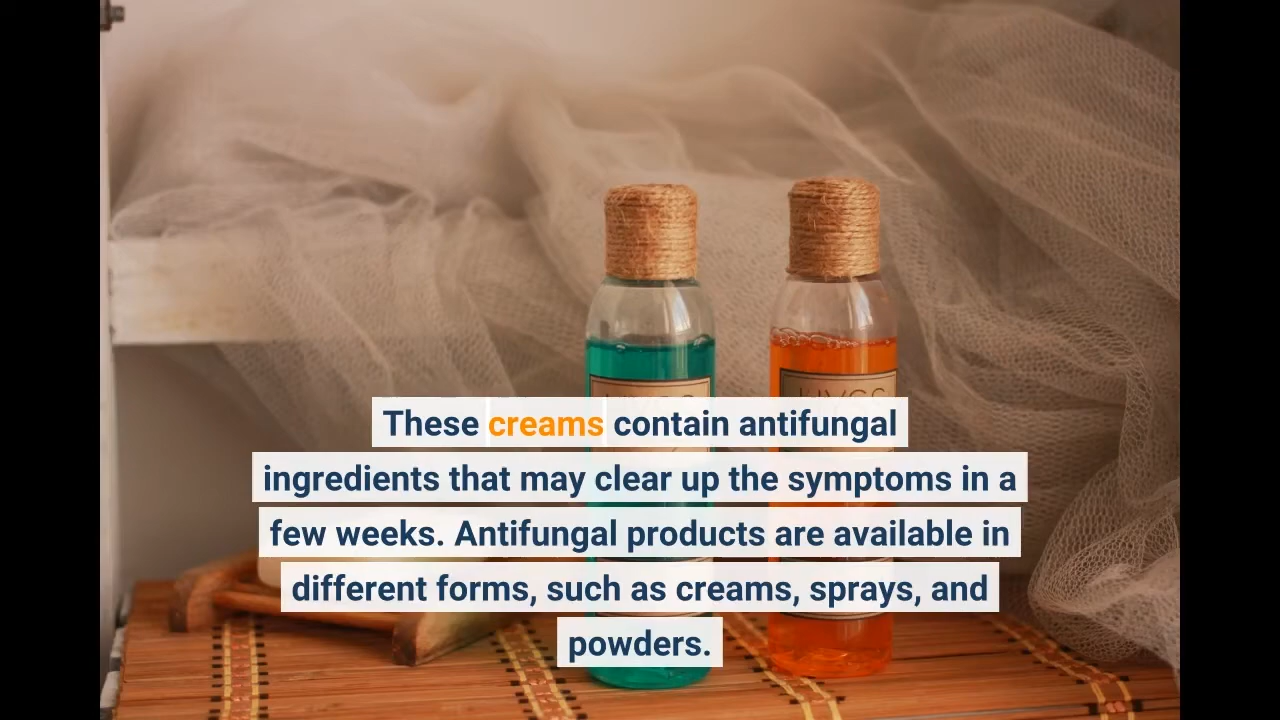 These creams contain antifungal
ingredients that may clear up the symptoms in a
few weeks. Antifungal products are available in
different forms, such as creams, sprays, and
powders.